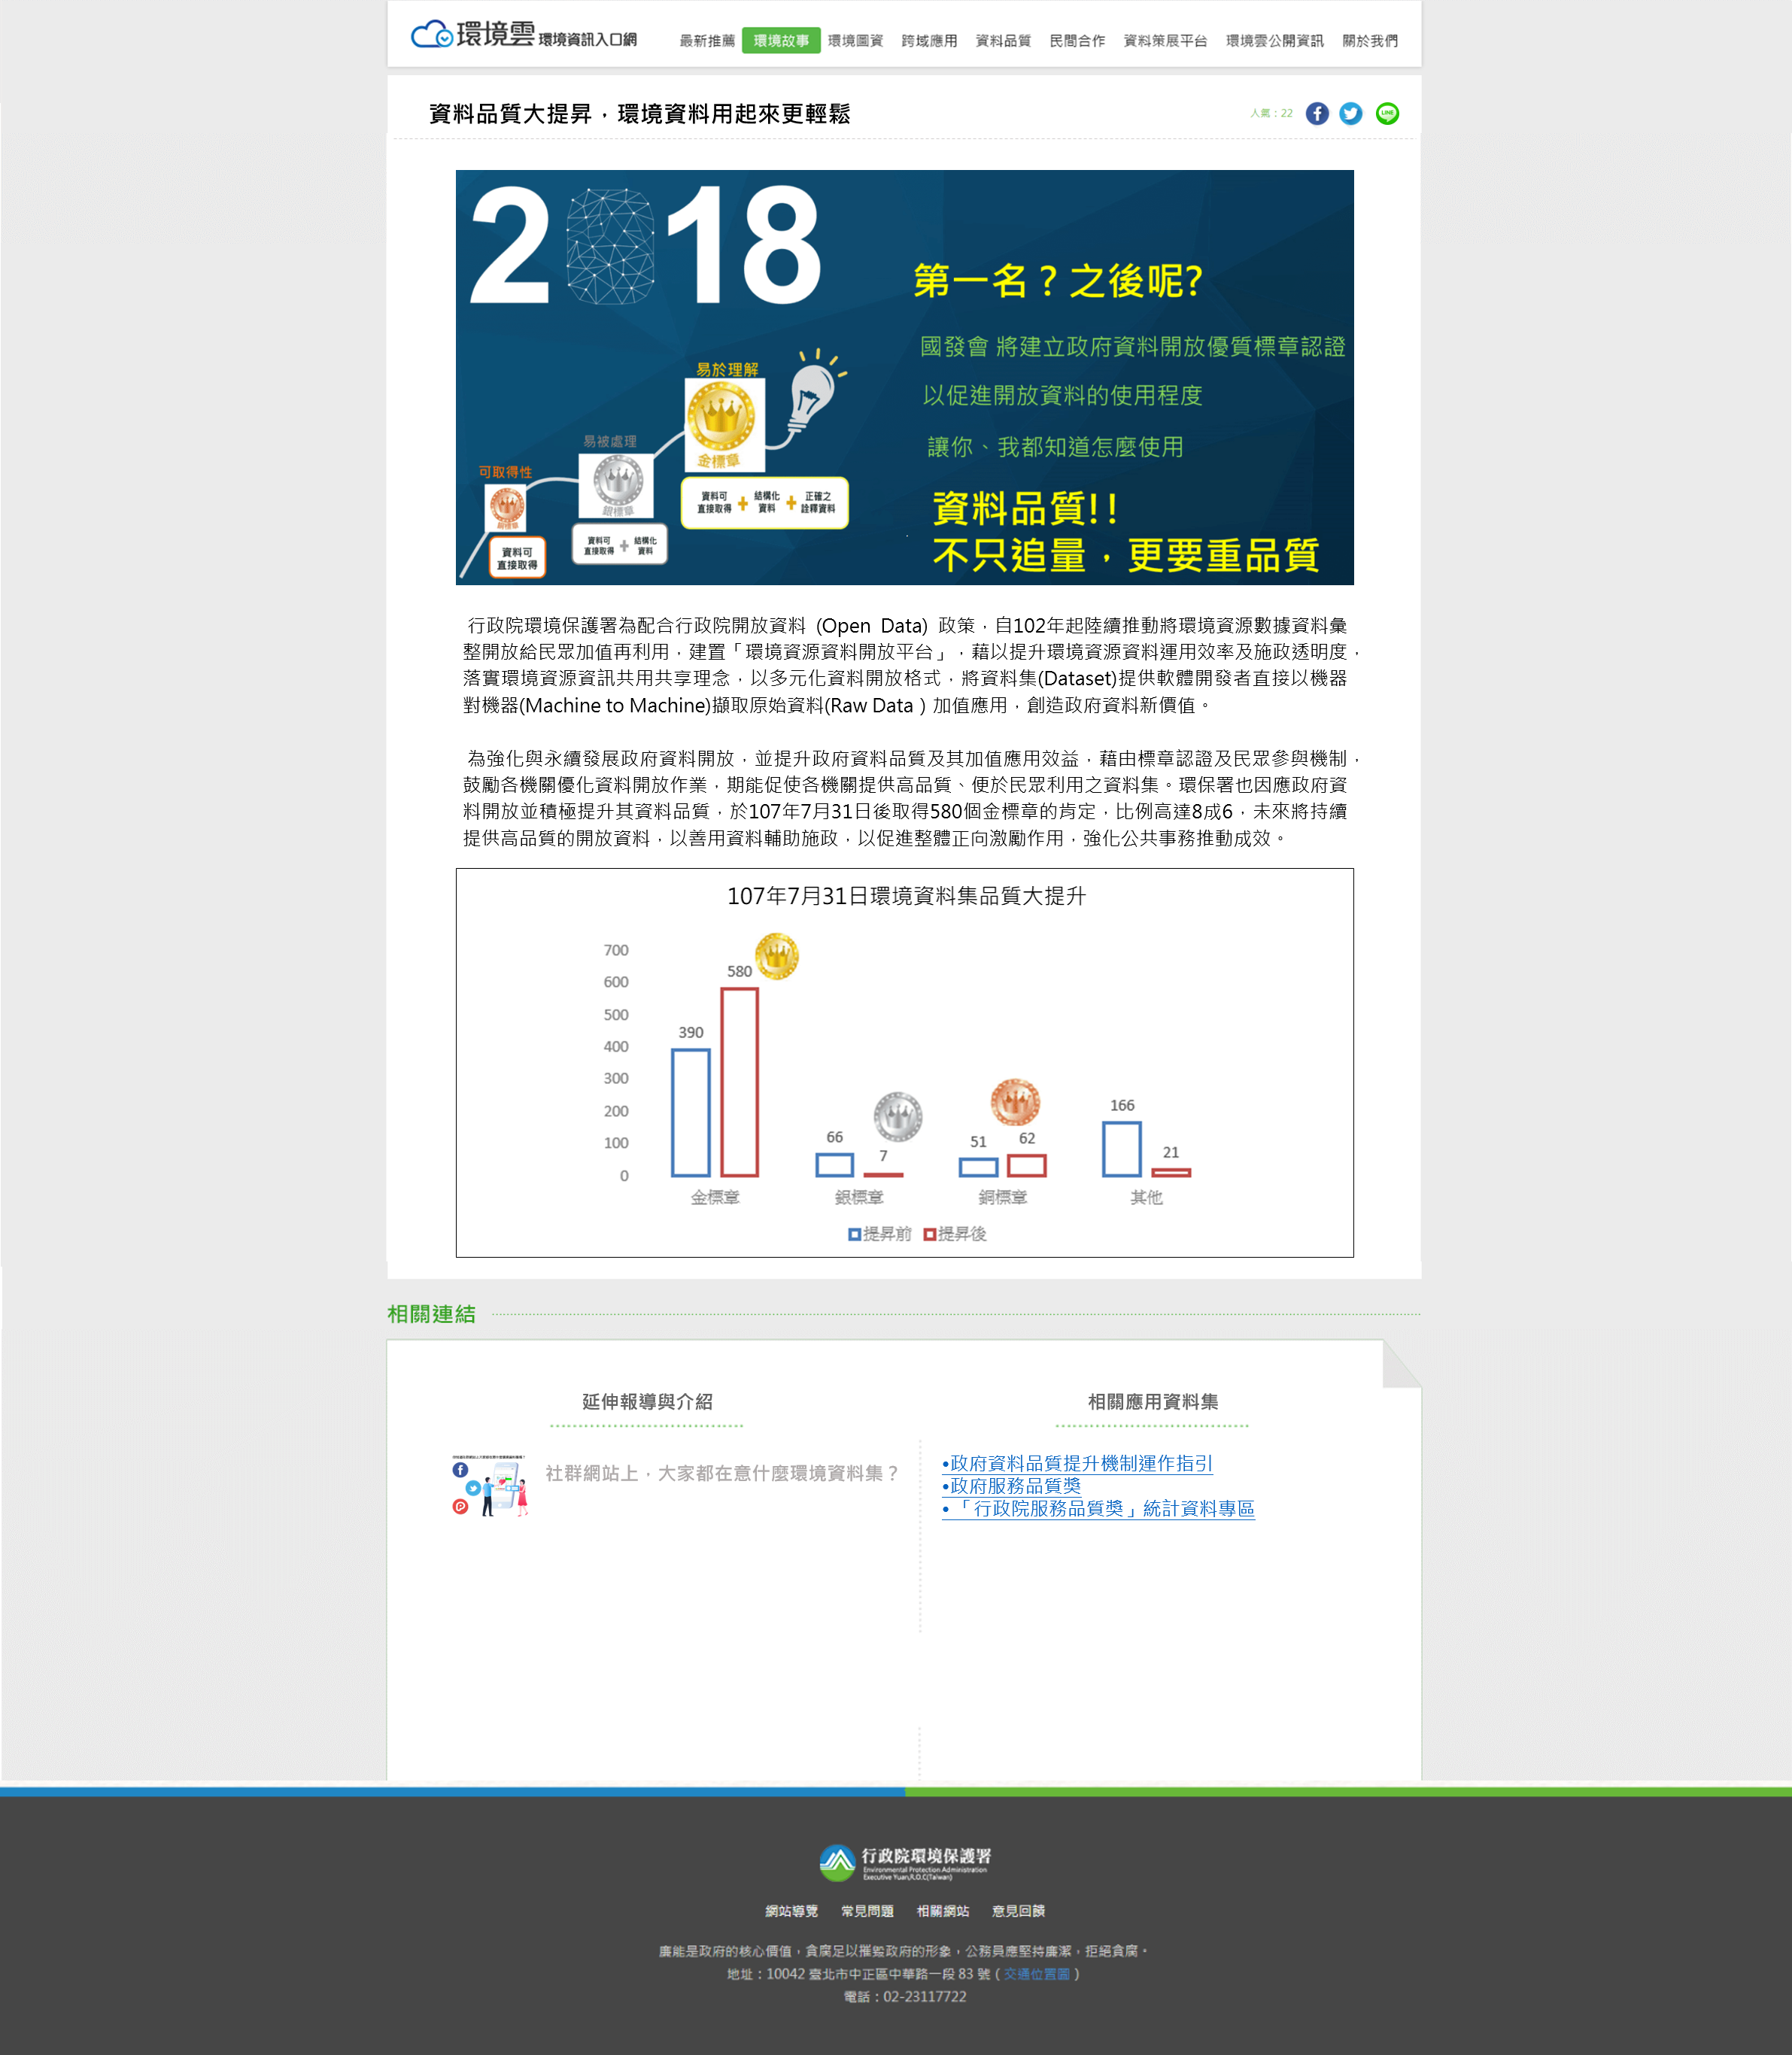 環境雲 環境資訊入口網
最新推薦 環境故事 環境圖資 跨域應用 資料品質 民間合作 資料策展平台 環境雲公開資訊 關於我們
資料品質大提昇，環境資料用起來更輕鬆
人氣：22
LINE
2018
第一名？之後呢?
國發會 將建立政府資料開放優質標章認證
以促進開放資料的使用程度
讓你、我都知道怎麼使用
資料品質!!
不只追量，更要重品質
易於理解
金標章
資料可直接取得 + 結構化資料 + 正確之詮釋資料
易被處理
銀標章
資料可直接取得 + 結構化資料
可取得性
銅標章
資料可直接取得
行政院環境保護署為配合行政院開放資料 (Open Data) 政策，自102年起陸續推動將環境資源數據資料彙
整開放給民眾加值再利用，建置「環境資源資料開放平台」，藉以提升環境資源資料運用效率及施政透明度，
落實環境資源資訊共用共享理念，以多元化資料開放格式，將資料集(Dataset)提供軟體開發者直接以機器
對機器(Machine to Machine)擷取原始資料(Raw Data ) 加值應用，創造政府資料新價值。
為強化與永續發展政府資料開放，並提升政府資料品質及其加值應用效益，藉由標章認證及民眾參與機制，
鼓勵各機關優化資料開放作業，期能促使各機關提供高品質、便於民眾利用之資料集。環保署也因應政府資
料開放並積極提升其資料品質，於107年7月31日後取得580個金標章的肯定，比例高達8成6，未來將持續
提供高品質的開放資料，以善用資料輔助施政，以促進整體正向激勵作用，強化公共事務推動成效。
107年7月31日環境資料集品質大提升
700
600
500
400
300
200
100
0
390 580
66 7
51 62
166 21
金標章 銀標章 銅標章 其他
提昇前 提昇後
相關連結
延伸報導與介紹
社群網站上，大家都在意什麼環境資料集？
相關應用資料集
•政府資料品質提升機制運作指引
•政府服務品質獎
•「行政院服務品質獎」統計資料專區
行政院環境保護署
Environmental Protection Administration
Executive Yuan,R.O.C(Taiwan)
網站導覽 常見問題 相關網站 意見回饋
廉能是政府的核心價值，貪腐足以摧毀政府的形象，公務員應堅持廉潔，拒絕貪腐。
地址：10042 臺北市中正區中華路一段 83 號 ( 交通位置圖 )
電話：02-23117722